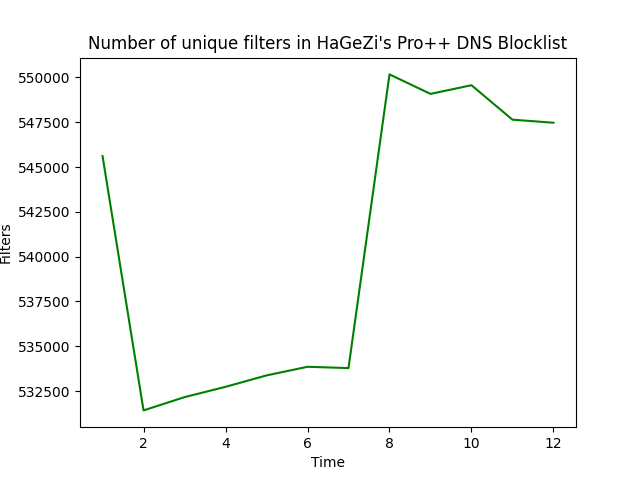 Number of unique filters in HaGeZi's Pro++ DNS Blocklist
550000
547500
545000
542500
540000
537500
535000
532500
Filters
2 4 6 8 10 12
Time